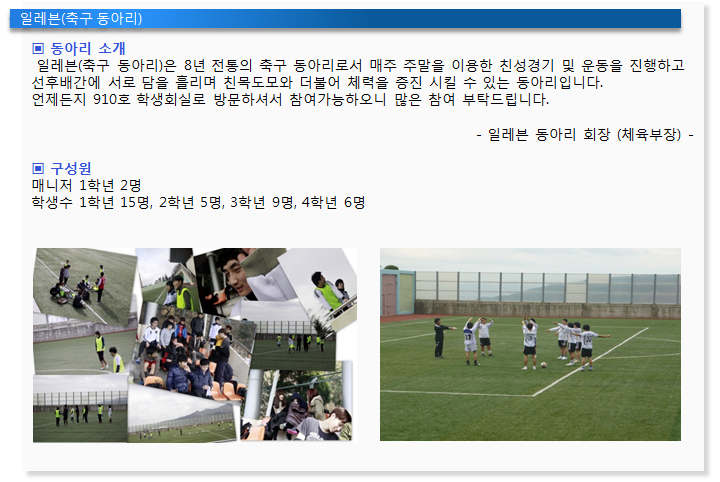 일레븐(축구 동아리)
▣ 동아리 소개
일레븐(축구 동아리)은 8년 전통의 축구 동아리로서 매주 주말을 이용한 친성경기 및 운동을 진행하고
선후배간에 서로 담을 흘리며 친목도모와 더불어 체력을 증진 시킬 수 있는 동아리입니다.
언제든지 910호 학생회실로 방문하셔서 참여가능하오니 많은 참여 부탁드립니다.
- 일레븐 동아리 회장 (체육부장) -
▣ 구성원
매니저 1학년 2명
학생수 1학년 15명, 2학년 5명, 3학년 9명, 4학년 6명